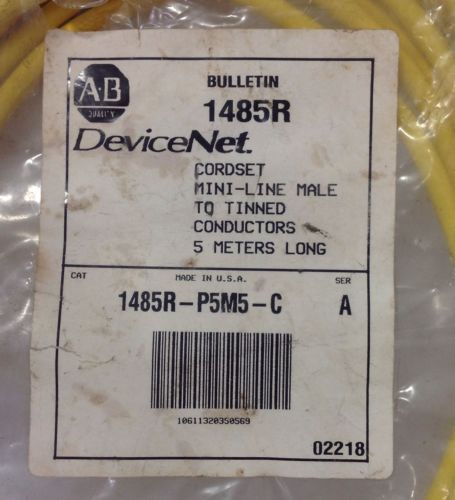 BULLETIN
A·B
QUALITY
1485R
DeviceNet.
CORDSET
MINI-LINE MALE
TO TINNED
CONDUCTORS
5 METERS LONG
CAT
MADE IN U.S.A.
SER
1485R-P5M5-C
A
10611320350569
02218